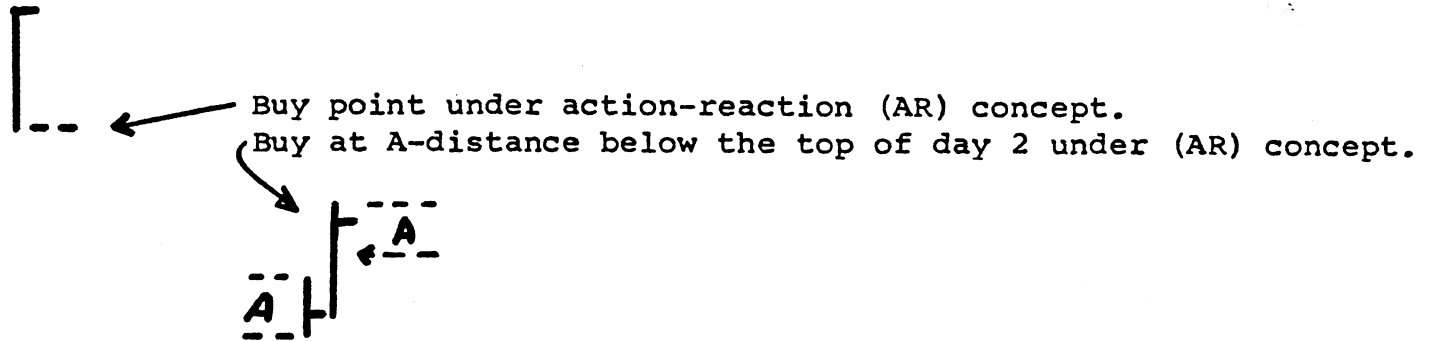 Buy point under action-reaction (AR) concept.
Buy at A-distance below the top of day 2 under (AR) concept.
A
A